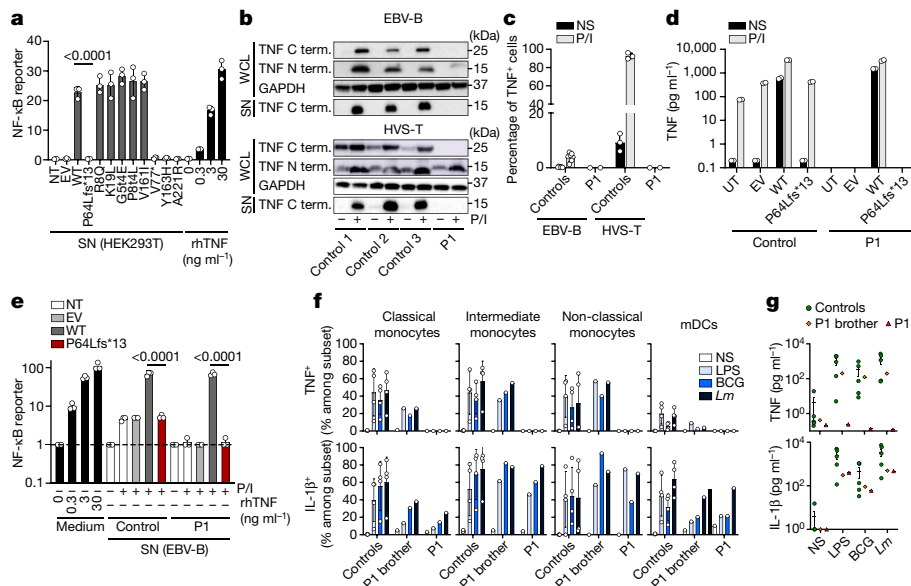 a
NF-κB reporter
40
30
20
10
0
<0.0001
NT
EV
WT
P64Lfs*13
R8Q
K19L
G5t4E
P8t4L
V161I
V77*
Y163H
A221R
0
0.3
3
30
SN (HEK293T)
rhTNF
(ng ml⁻¹)
b
EBV-B
(kDa)
WCL
TNF C term.
25
TNF N term.
15
GAPDH
37
SN
TNF C term.
15
HVS-T
(kDa)
WCL
TNF C term.
25
TNF N term.
15
GAPDH
37
SN
TNF C term.
15
– + – + – + – + P/I
Control 1
Control 2
Control 3
P1
c
NS
P/I
Percentage of TNF⁺ cells
100
80
60
40
10
5
0
Controls
P1
Controls
P1
EBV-B
HVS-T
d
NS
P/I
TNF (pg ml⁻¹)
10,000
1,000
100
10
1
0.1
UT
EV
WT
P64Lfs*13
UT
EV
WT
P64Lfs*13
Control
P1
e
NT
EV
WT
P64Lfs*13
NF-κB reporter
100
10
1
0.1
<0.0001
<0.0001
– + + + + – + + + + P/I
0
0.3
3
30
rhTNF
(ng ml⁻¹)
Medium
Control
P1
SN (EBV-B)
f
Classical
monocytes
Intermediate
monocytes
Non-classical
monocytes
mDCs
NS
LPS
BCG
Lm
TNF⁺
(% among subset)
100
80
60
40
20
0
IL-1β⁺
(% among subset)
100
80
60
40
20
0
Controls
P1 brother
P1
Controls
P1 brother
P1
Controls
P1 brother
P1
Controls
P1 brother
P1
g
Controls
P1 brother
P1
TNF (pg ml⁻¹)
10⁴
10²
10⁰
IL-1β (pg ml⁻¹)
10⁴
10²
10⁰
NS
LPS
BCG
Lm